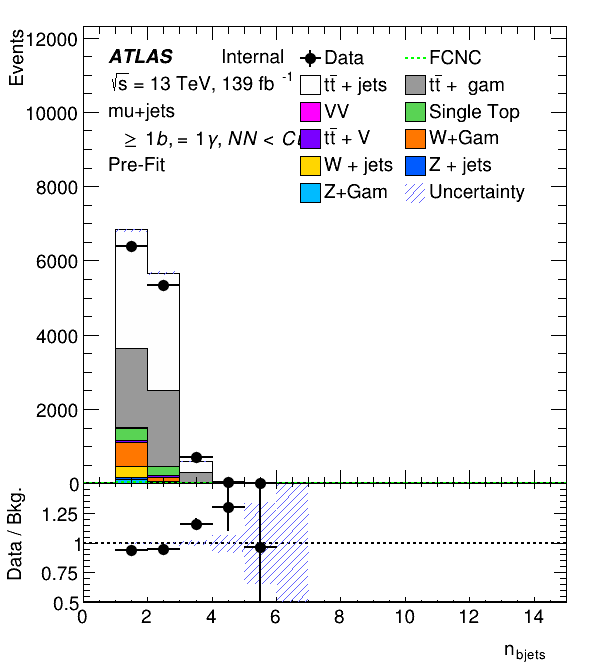 Events
12000
10000
8000
6000
4000
2000
0
ATLAS Internal
√s = 13 TeV, 139 fb⁻¹
mu+jets
≥ 1b, = 1γ, NN < C
Pre-Fit
Data
FCNC
tt̄ + jets
tt̄ + gam
VV
Single Top
tt̄ + V
W+Gam
W + jets
Z + jets
Z+Gam
Uncertainty
Data / Bkg.
1.25
1
0.75
0.5
0 2 4 6 8 10 12 14
n_bjets